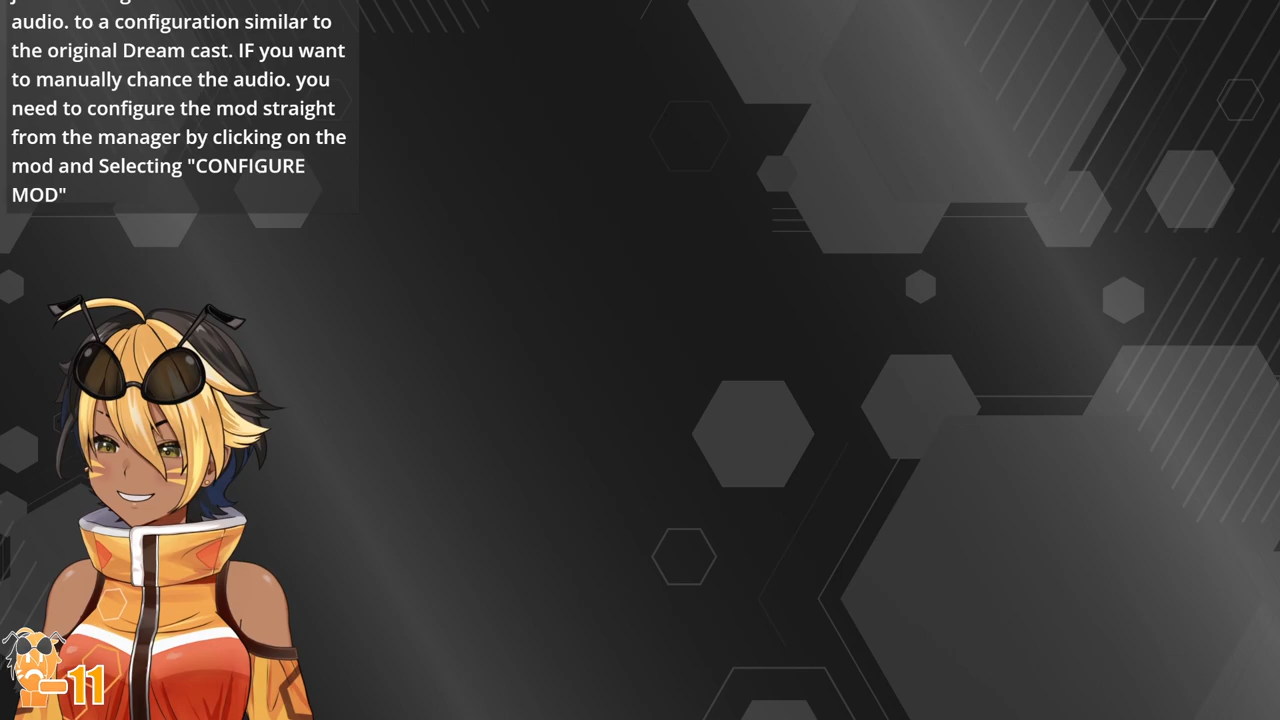 audio. to a configuration similar to
the original Dream cast. IF you want
to manually chance the audio. you
need to configure the mod straight
from the manager by clicking on the
mod and Selecting "CONFIGURE
MOD"
-11